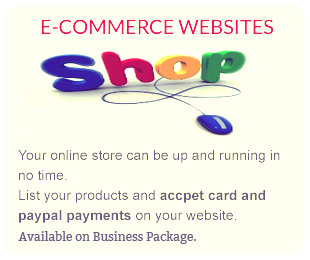 E-COMMERCE WEBSITES
Shop
Your online store can be up and running in
no time.
List your products and accpet card and
paypal payments on your website.
Available on Business Package.